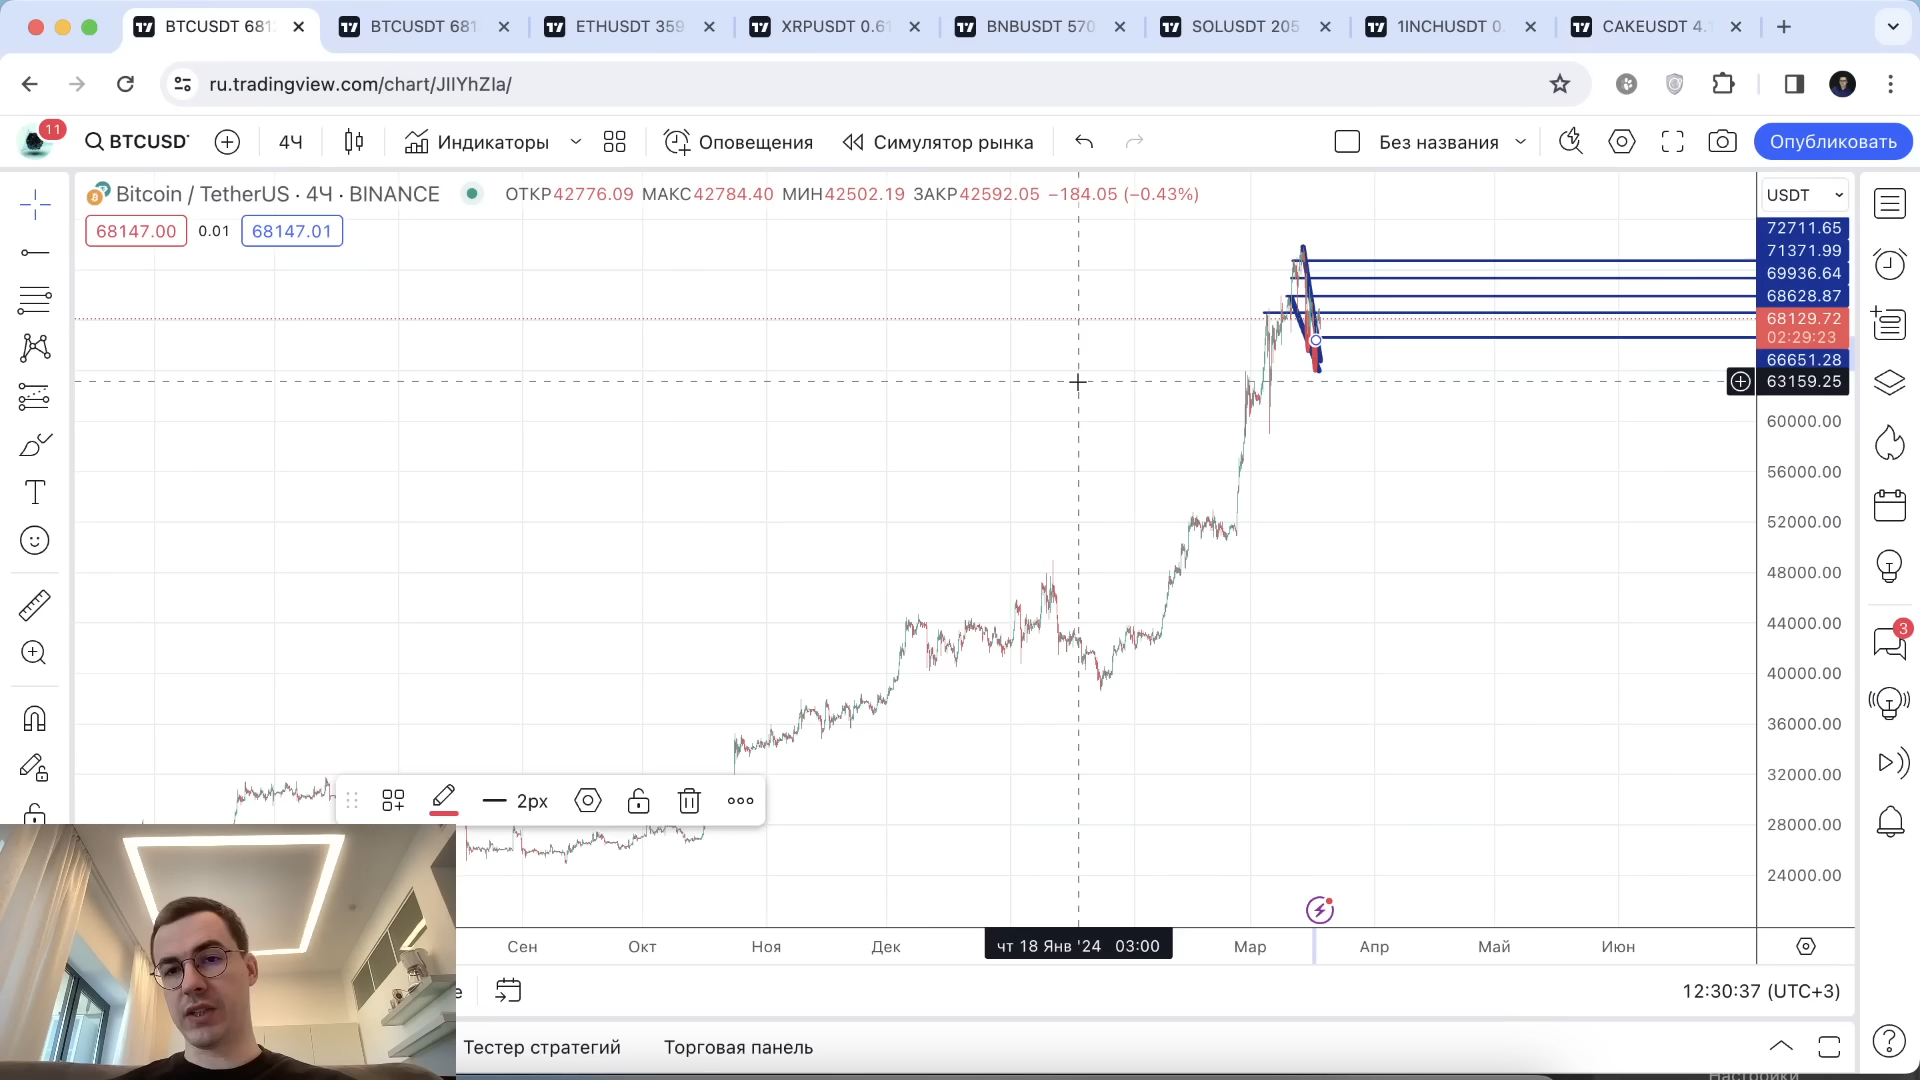 BTCUSDT 681
BTCUSDT 681
ETHUSDT 359
XRPUSDT 0.61
BNBUSDT 570
SOLUSDT 205
1INCHUSDT 0.
CAKEUSDT 4.
ru.tradingview.com/chart/JIIYhZIa/
11
BTCUSD
4Ч
Индикаторы
Оповещения
Симулятор рынка
Без названия
Опубликовать
Bitcoin / TetherUS · 4Ч · BINANCE
ОТКР42776.09 МАКС42784.40 МИН42502.19 ЗАКР42592.05 −184.05 (−0.43%)
USDT
68147.00
0.01
68147.01
72711.65
71371.99
69936.64
68628.87
68129.72
02:29:23
66651.28
63159.25
60000.00
56000.00
52000.00
48000.00
44000.00
3
40000.00
36000.00
32000.00
2px
28000.00
24000.00
Сен
Окт
Ноя
Дек
чт 18 Янв '24 03:00
Мар
Апр
Май
Июн
12:30:37 (UTC+3)
Тестер стратегий
Торговая панель